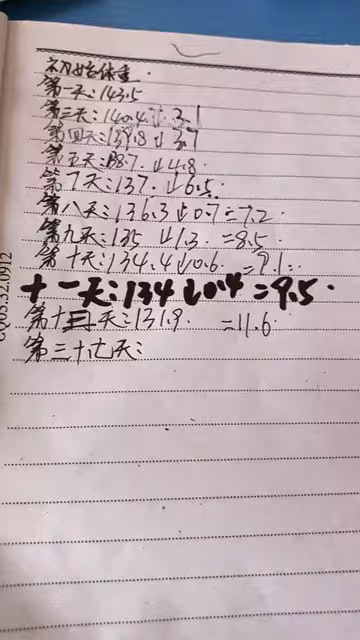 初始体重.
第一天:143.5
第三天:140.4.↓3.1
第四天:139.8↓3.7
第五天:138.7↓4.8.
第7天:137.↓6.5.
第八天:136.3↓0.7=7.2.
第九天:135 ↓1.3.=8.5.
第十天:134.4↓0.6.=9.1.
十一天:134↓0.4=9.5.
第十三天:131.9. =11.6.
第三十七天: